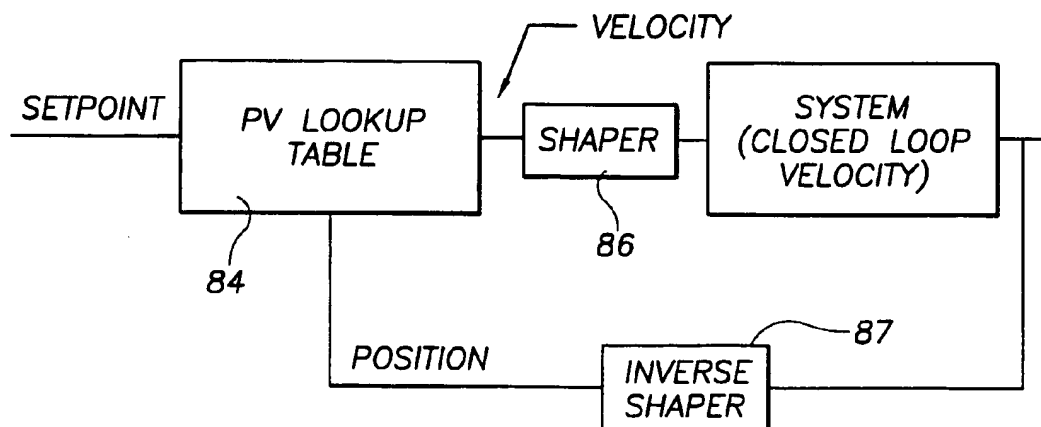 VELOCITY
SETPOINT
PV LOOKUP
TABLE
SHAPER
SYSTEM
(CLOSED LOOP
VELOCITY)
84
86
87
POSITION
INVERSE
SHAPER